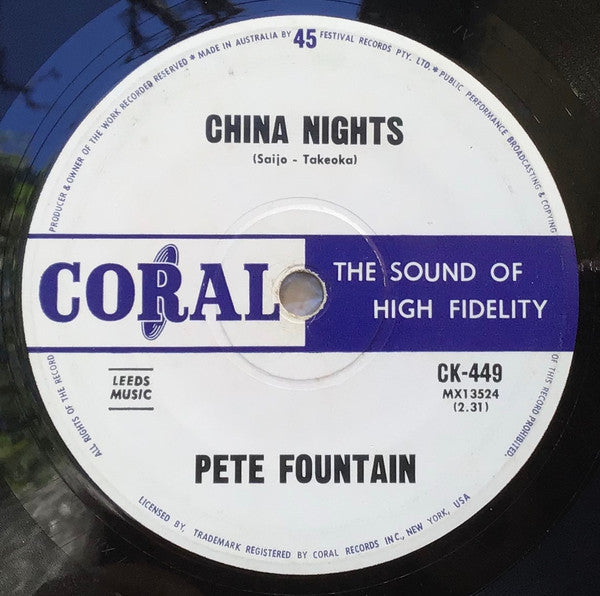 PRODUCER & OWNER OF THE WORK RECORDED RESERVED * MADE IN AUSTRALIA BY 45 FESTIVAL RECORDS PTY. LTD. * PUBLIC PERFORMANCE BROADCASTING & COPYING
CHINA NIGHTS
(Saijo - Takeoka)
CORAL
THE SOUND OF
HIGH FIDELITY
LEEDS
MUSIC
CK-449
MX13524
(2.31)
PETE FOUNTAIN
ALL RIGHTS OF THE RECORD
OF THIS RECORD PROHIBITED.
LICENSED BY, TRADEMARK REGISTERED BY CORAL RECORDS INC., NEW YORK, USA